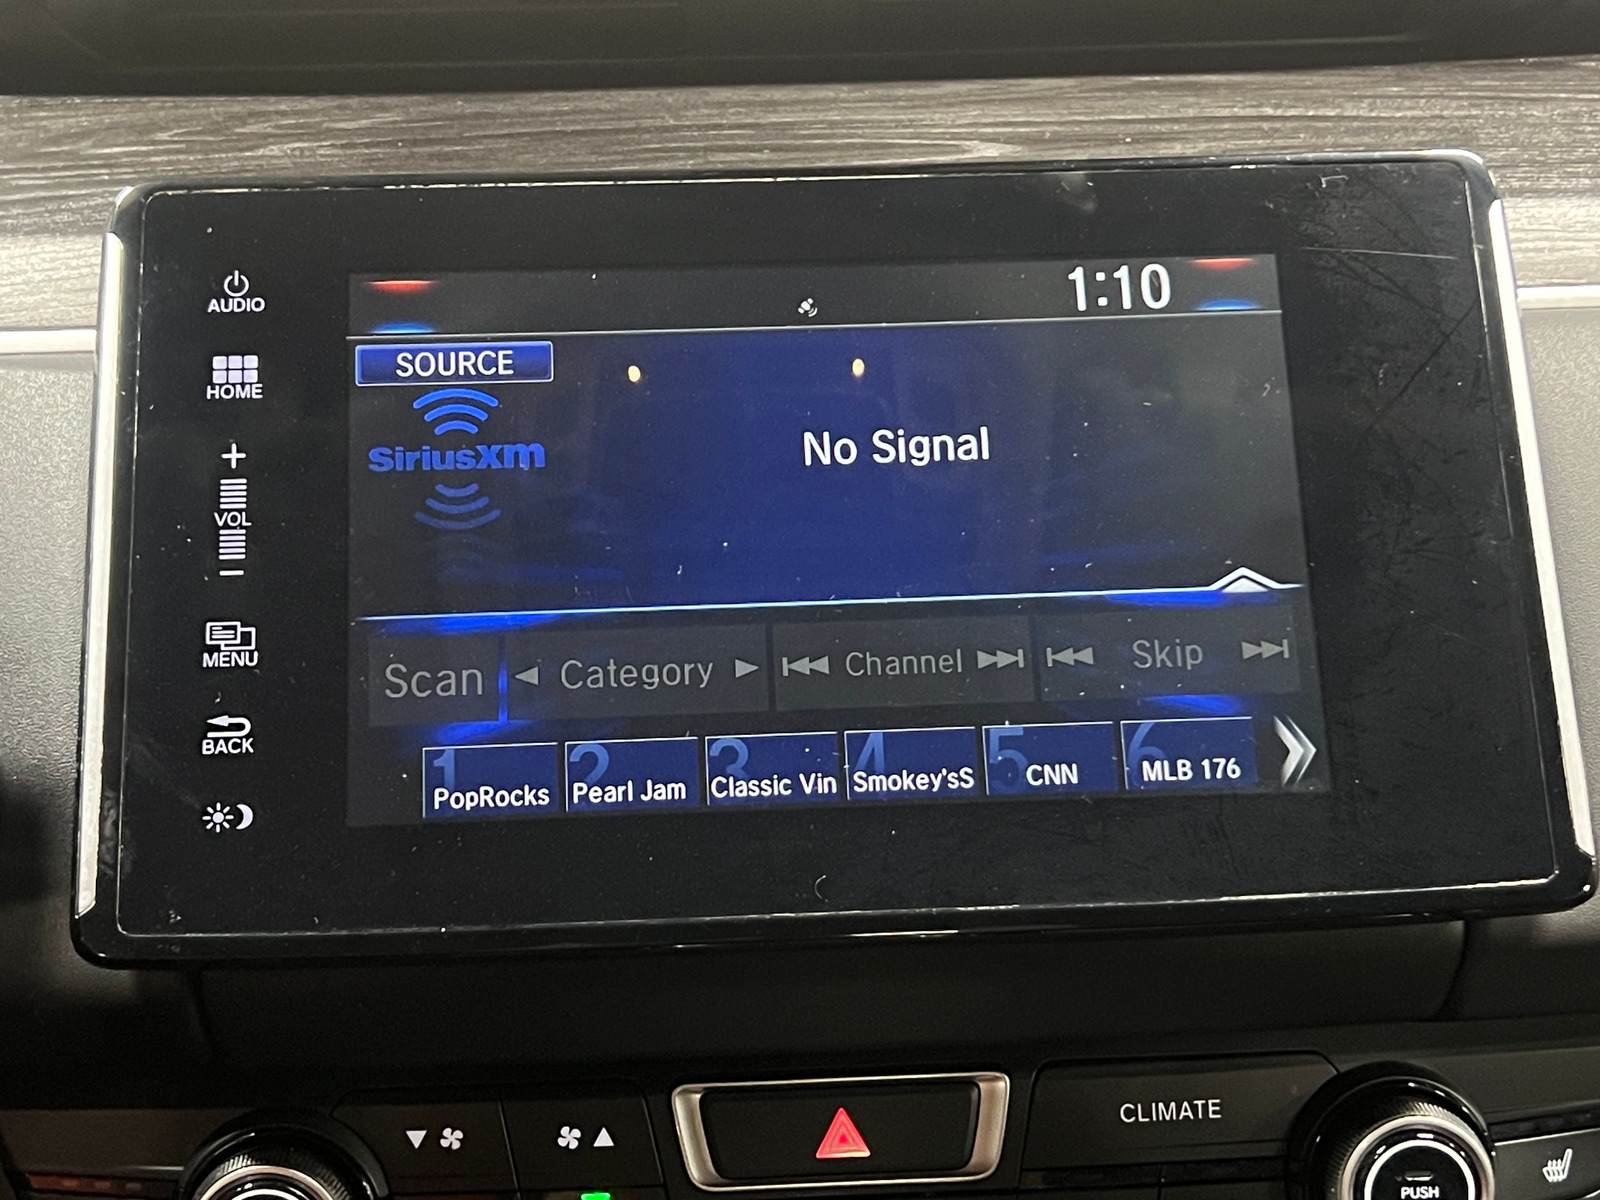 AUDIO
HOME
+
VOL
−
MENU
BACK
1:10
SOURCE
SiriusXM
No Signal
Scan
Category
Channel
Skip
1 PopRocks
2 Pearl Jam
3 Classic Vin
4 Smokey'sS
5 CNN
6 MLB 176
CLIMATE
PUSH